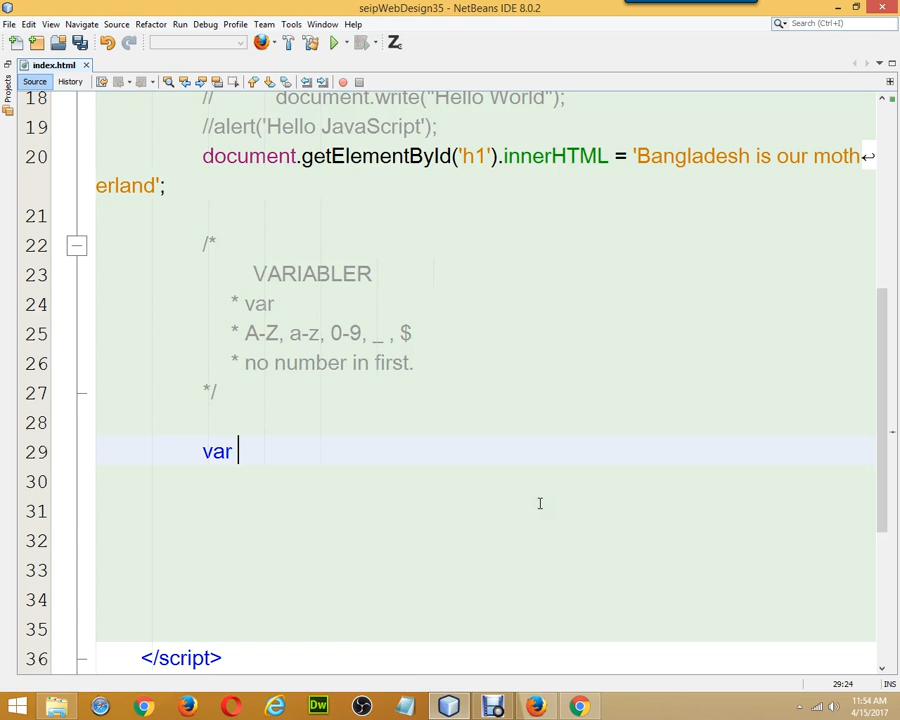 seipWebDesign35 - NetBeans IDE 8.0.2
File Edit View Navigate Source Refactor Run Debug Profile Team Tools Window Help
Search (Ctrl+I)
index.html
Projects
Source History
18 // document.write("Hello World");
19 //alert('Hello JavaScript');
20 document.getElementById('h1').innerHTML = 'Bangladesh is our moth
erland';
21
22 /*
23 VARIABLER
24 * var
25 * A-Z, a-z, 0-9, _ , $
26 * no number in first.
27 */
28
29 var
30
31
32
33
34
35
36 </script>
29:24 INS
Dw
11:54 AM
4/15/2017